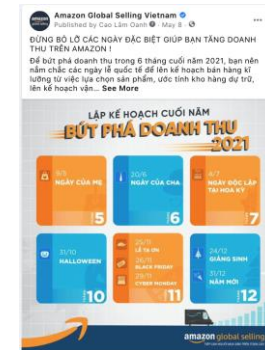 Amazon Global Selling Vietnam
Published by Cao Lâm Oanh · May 8 ·
ĐỪNG BỎ LỠ CÁC NGÀY ĐẶC BIỆT GIÚP BẠN TĂNG DOANH
THU TRÊN AMAZON !
Để bứt phá doanh thu trong 6 tháng cuối năm 2021, bạn nên
nắm chắc các ngày lễ quốc tế để lên kế hoạch bán hàng kĩ
lưỡng từ việc lựa chọn sản phẩm, ước tính kho hàng dự trữ,
lên kế hoạch vận... See More
LẬP KẾ HOẠCH CUỐI NĂM
BỨT PHÁ DOANH THU
9/5
NGÀY CỦA MẸ
5
20/6
NGÀY CỦA CHA
6
4/7
NGÀY ĐỘC LẬP
TẠI HOA KỲ
7
31/10
HALLOWEEN
10
25/11
LỄ TẠ ƠN
26/11
BLACK FRIDAY
29/11
CYBER MONDAY
11
24/12
GIÁNG SINH
31/12
NĂM MỚI
12
amazon global selling